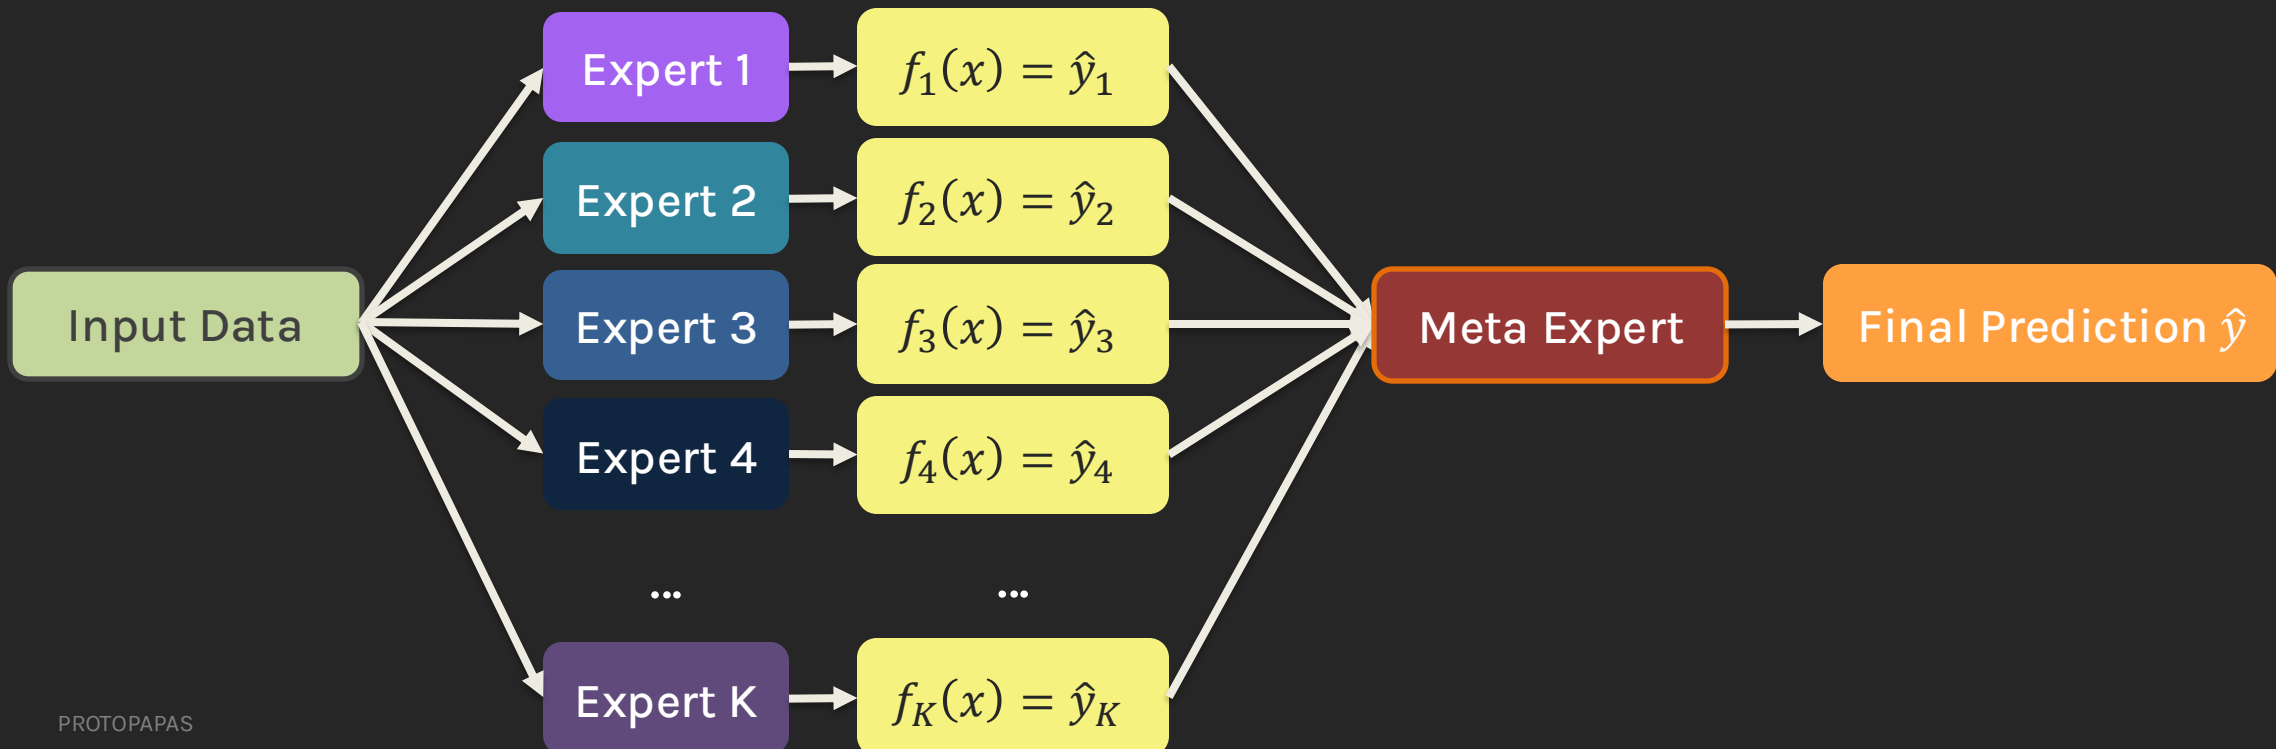 Expert 1
f₁(x) = ŷ₁
Expert 2
f₂(x) = ŷ₂
Input Data
Expert 3
f₃(x) = ŷ₃
Meta Expert
Final Prediction ŷ
Expert 4
f₄(x) = ŷ₄
...
...
Expert K
f_K(x) = ŷ_K
PROTOPAPAS